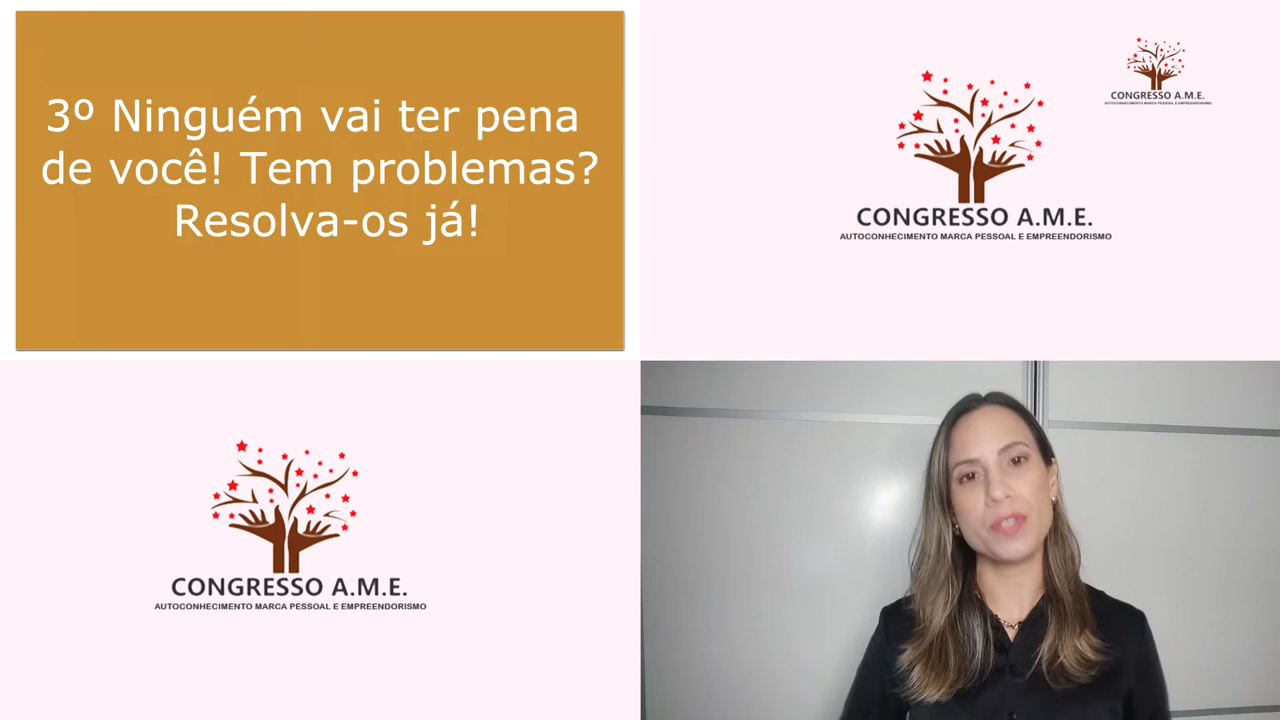 3º Ninguém vai ter pena
de você! Tem problemas?
Resolva-os já!
CONGRESSO A.M.E.
AUTOCONHECIMENTO MARCA PESSOAL E EMPREENDORISMO
CONGRESSO A.M.E.
AUTOCONHECIMENTO MARCA PESSOAL E EMPREENDORISMO
CONGRESSO A.M.E.
AUTOCONHECIMENTO MARCA PESSOAL E EMPREENDORISMO